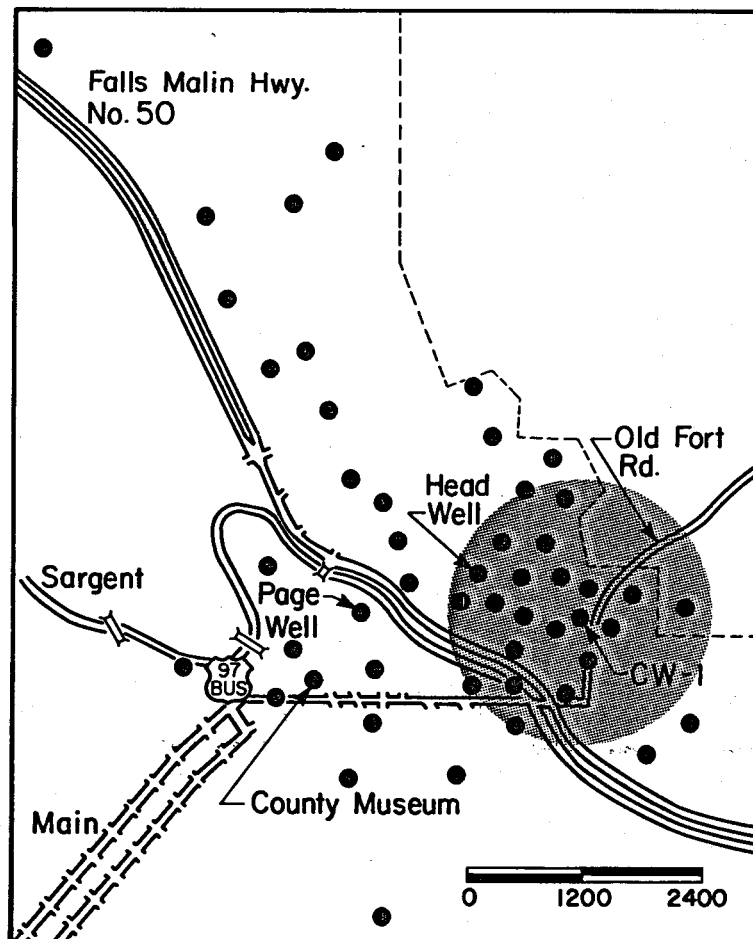 Falls Malin Hwy.
No. 50
Old Fort
Rd.
Head
Well
Sargent
Page
Well
97
BUS
CW-1
County Museum
Main
0 1200 2400